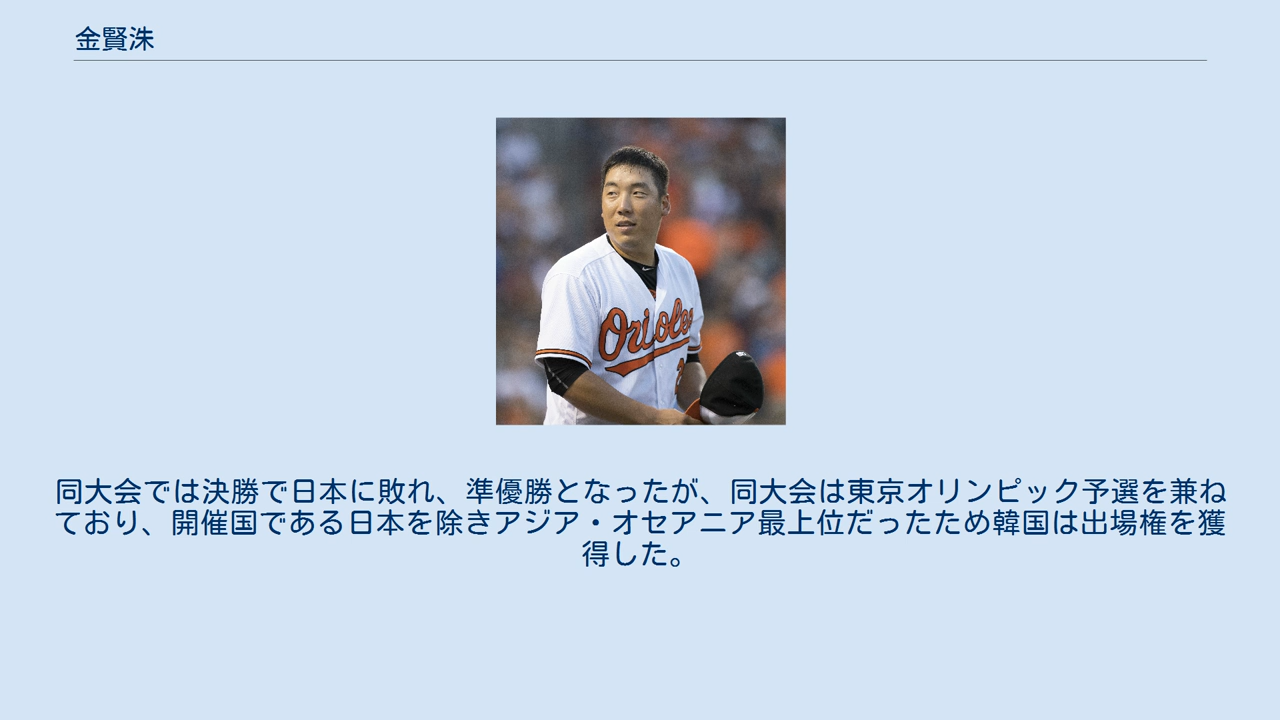 金賢洙
Orioles
2
同大会では決勝で日本に敗れ、準優勝となったが、同大会は東京オリンピック予選を兼ね
ており、開催国である日本を除きアジア・オセアニア最上位だったため韓国は出場権を獲
得した。